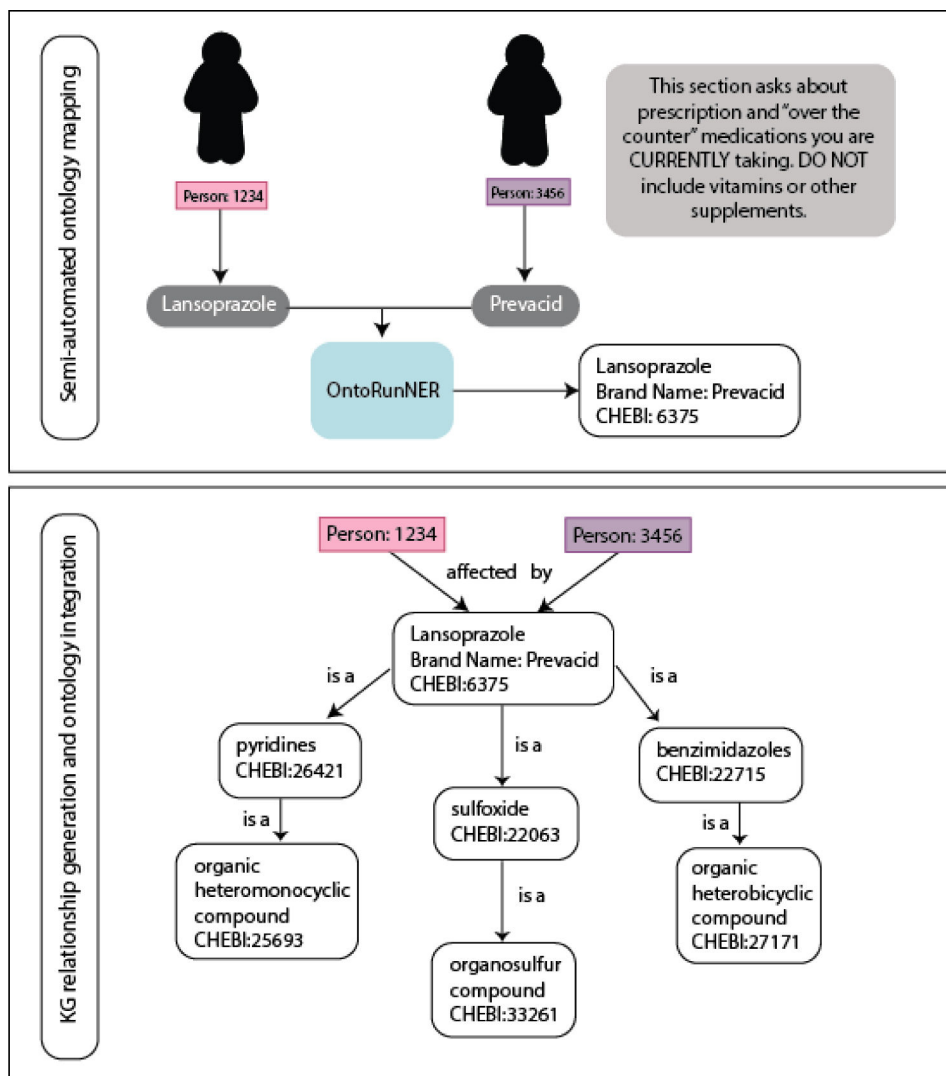 Semi-automated ontology mapping
Person: 1234
Person: 3456
This section asks about
prescription and “over the
counter” medications you are
CURRENTLY taking. DO NOT
include vitamins or other
supplements.
Lansoprazole
Prevacid
OntoRunNER
Lansoprazole
Brand Name: Prevacid
CHEBI: 6375
KG relationship generation and ontology integration
Person: 1234
Person: 3456
affected by
Lansoprazole
Brand Name: Prevacid
CHEBI:6375
is a
is a
is a
pyridines
CHEBI:26421
sulfoxide
CHEBI:22063
benzimidazoles
CHEBI:22715
is a
is a
is a
organic
heteromonocyclic
compound
CHEBI:25693
organosulfur
compound
CHEBI:33261
organic
heterobicyclic
compound
CHEBI:27171